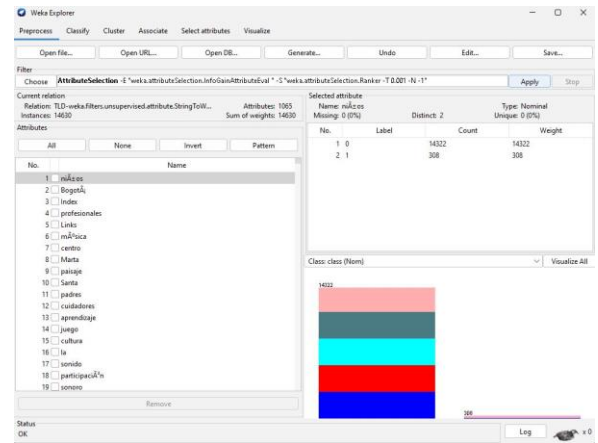 Weka Explorer
Preprocess Classify Cluster Associate Select attributes Visualize
Open file... Open URL... Open DB... Generate... Undo Edit... Save...
Filter
Choose AttributeSelection -E "weka.attributeSelection.InfoGainAttributeEval " -S "weka.attributeSelection.Ranker -T 0.001 -N -1" Apply Stop
Current relation
Relation: TLD-weka.filters.unsupervised.attribute.StringToW... Attributes: 1065
Instances: 14630 Sum of weights: 14630
Attributes
All None Invert Pattern
No. Name
1 niÃ±os
2 BogotÃ¡
3 Index
4 profesionales
5 Links
6 mÃºsica
7 centro
8 Marta
9 paisaje
10 Santa
11 padres
12 cuidadores
13 aprendizaje
14 juego
15 cultura
16 la
17 sonido
18 participaciÃ³n
19 sonoro
Remove
Selected attribute
Name: niÃ±os Type: Nominal
Missing: 0 (0%) Distinct: 2 Unique: 0 (0%)
No. Label Count Weight
1 0 14322 14322
2 1 308 308
Class: class (Nom) Visualize All
14322
308
Status
OK
Log x 0